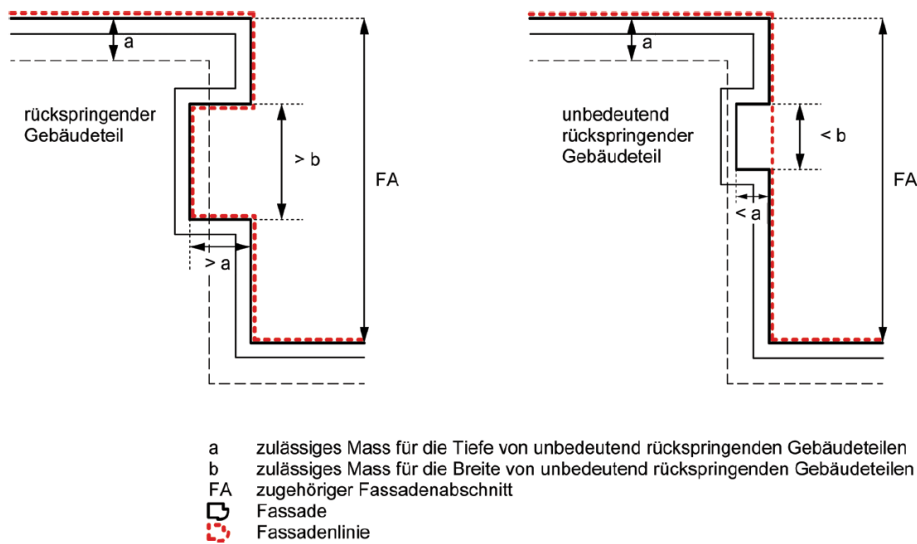 a
rückspringender
Gebäudeteil
> b
FA
> a
a
unbedeutend
rückspringender
Gebäudeteil
< b
FA
< a
a zulässiges Mass für die Tiefe von unbedeutend rückspringenden Gebäudeteilen
b zulässiges Mass für die Breite von unbedeutend rückspringenden Gebäudeteilen
FA zugehöriger Fassadenabschnitt
Fassade
Fassadenlinie